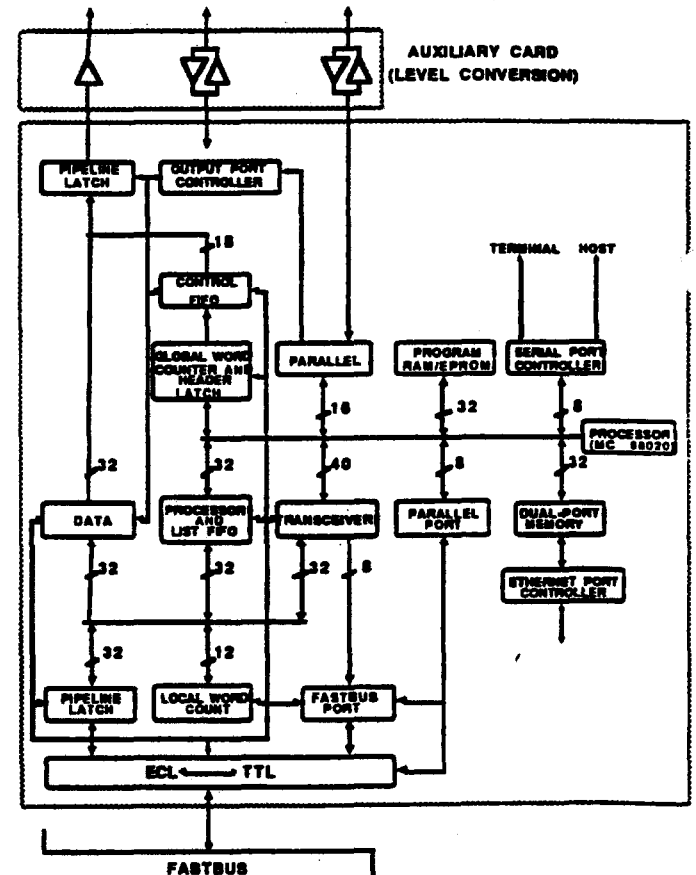 AUXILIARY CARD
(LEVEL CONVERSION)
PIPELINE
LATCH
OUTPUT PORT
CONTROLLER
18
TERMINAL HOST
CONTROL
FIFO
GLOBAL WORD
COUNTER AND
HEADER
LATCH
PARALLEL
PROGRAM
RAM/EPROM
SERIAL PORT
CONTROLLER
16
32
8
PROCESSOR
(MC 68020)
32
32
40
8
32
DATA
PROCESSOR
AND
LIST FIFO
TRANSCEIVER
PARALLEL
PORT
DUAL-PORT
MEMORY
32
32
32
8
ETHERNET PORT
CONTROLLER
32
12
PIPELINE
LATCH
LOCAL WORD
COUNT
FASTBUS
PORT
ECL TTL
FASTBUS